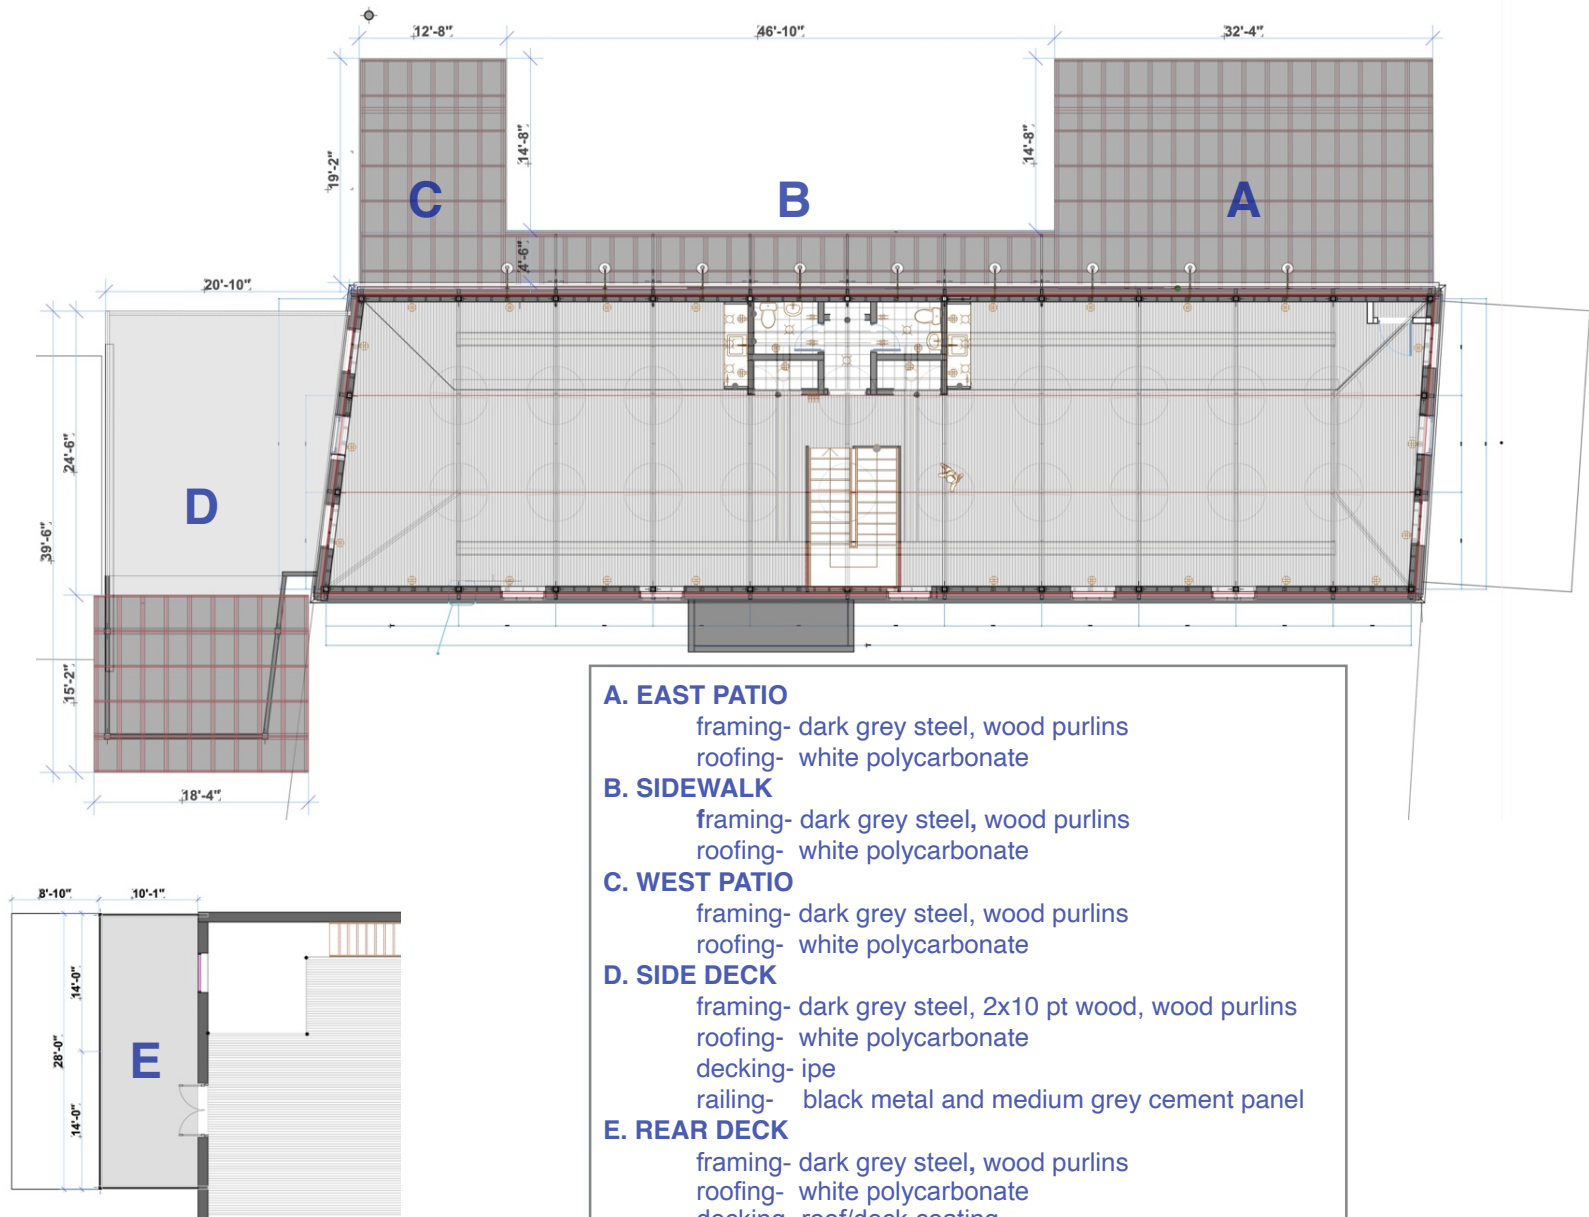 12'-8"
46'-10"
32'-4"
19'-2"
14'-8"
14'-8"
C
B
A
4'-6"
20'-10"
24'-6"
39'-6"
D
15'-2"
18'-4"
A. EAST PATIO
framing- dark grey steel, wood purlins
roofing- white polycarbonate
B. SIDEWALK
framing- dark grey steel, wood purlins
roofing- white polycarbonate
C. WEST PATIO
framing- dark grey steel, wood purlins
roofing- white polycarbonate
D. SIDE DECK
framing- dark grey steel, 2x10 pt wood, wood purlins
roofing- white polycarbonate
decking- ipe
railing- black metal and medium grey cement panel
E. REAR DECK
framing- dark grey steel, wood purlins
roofing- white polycarbonate
decking- roof/deck coating
8'-10"
10'-1"
14'-0"
28'-0"
E
14'-0"